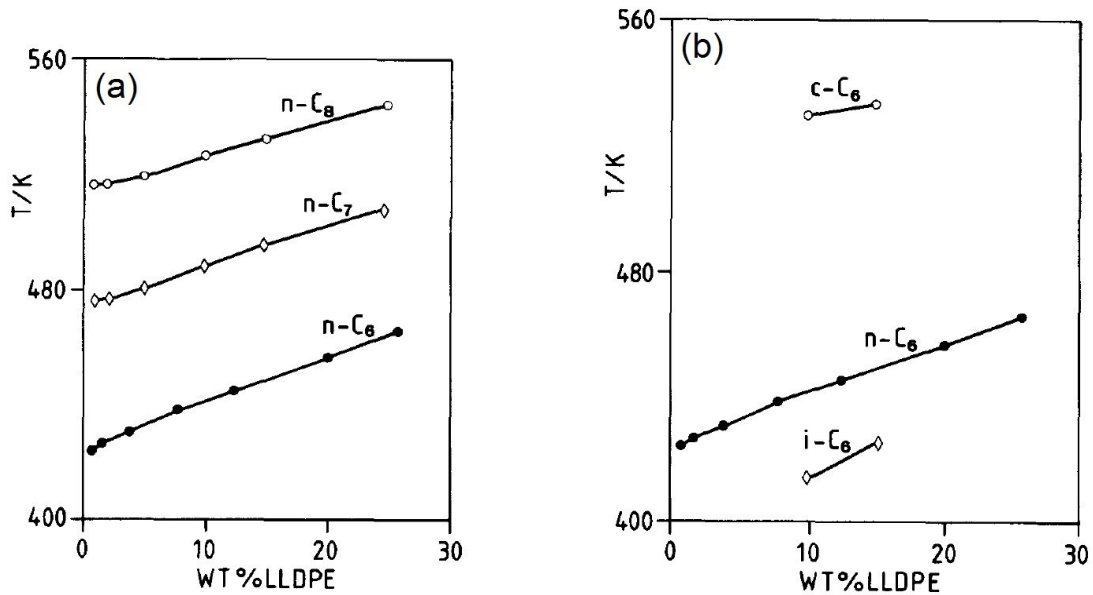 (a)
560
480
400
T/K
n-C₈
n-C₇
n-C₆
0 10 20 30
WT%LLDPE
(b)
560
480
400
T/K
c-C₆
n-C₆
i-C₆
0 10 20 30
WT%LLDPE